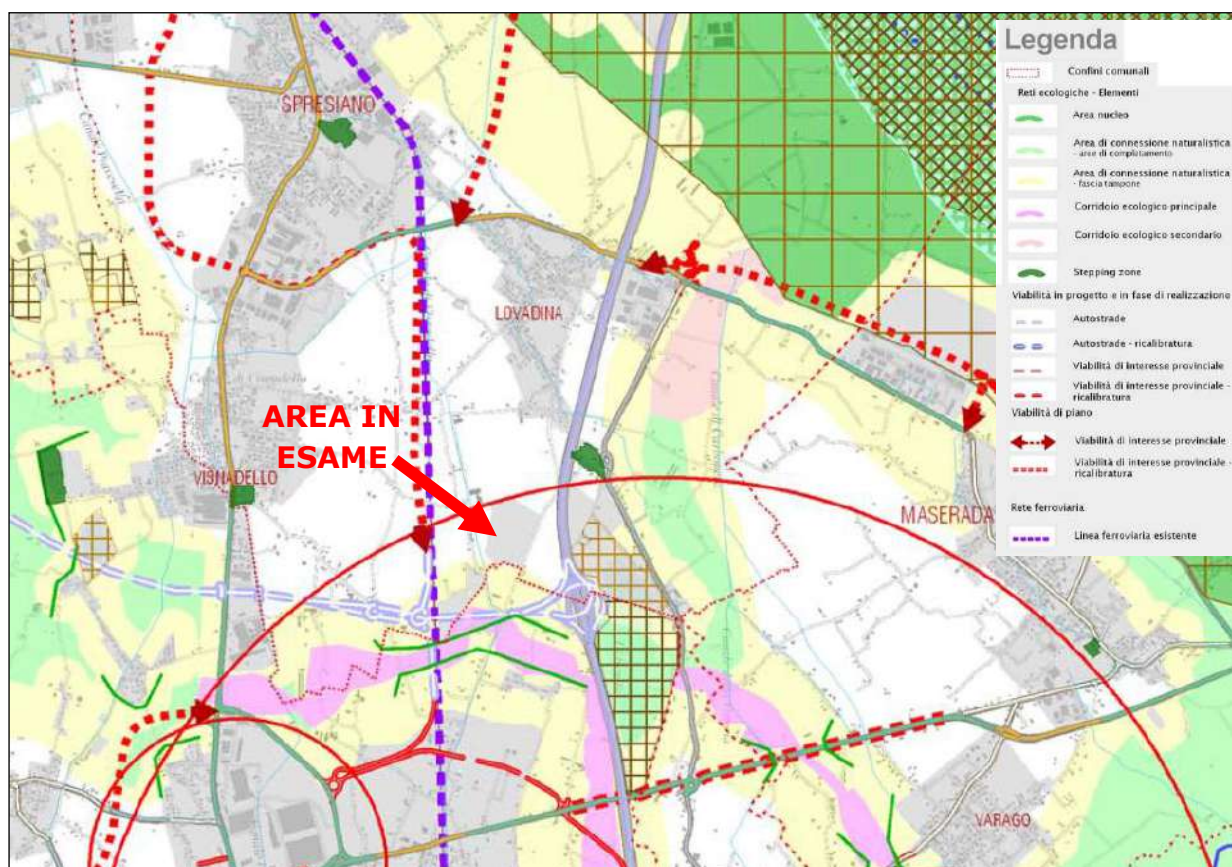 SPRESIANO
LOVADINA
AREA IN
ESAME
VISNADELLO
MASERADA
VARAGO
Legenda
Confini comunali
Reti ecologiche - Elementi
Area nucleo
Area di connessione naturalistica
- aree di completamento
Area di connessione naturalistica
- fascia tampone
Corridoio ecologico principale
Corridoio ecologico secondario
Stepping zone
Viabilità in progetto e in fase di realizzazione
Autostrade
Autostrade - ricalibratura
Viabilità di interesse provinciale
Viabilità di interesse provinciale -
ricalibratura
Viabilità di piano
Viabilità di interesse provinciale
Viabilità di interesse provinciale -
ricalibratura
Rete ferroviaria
Linea ferroviaria esistente